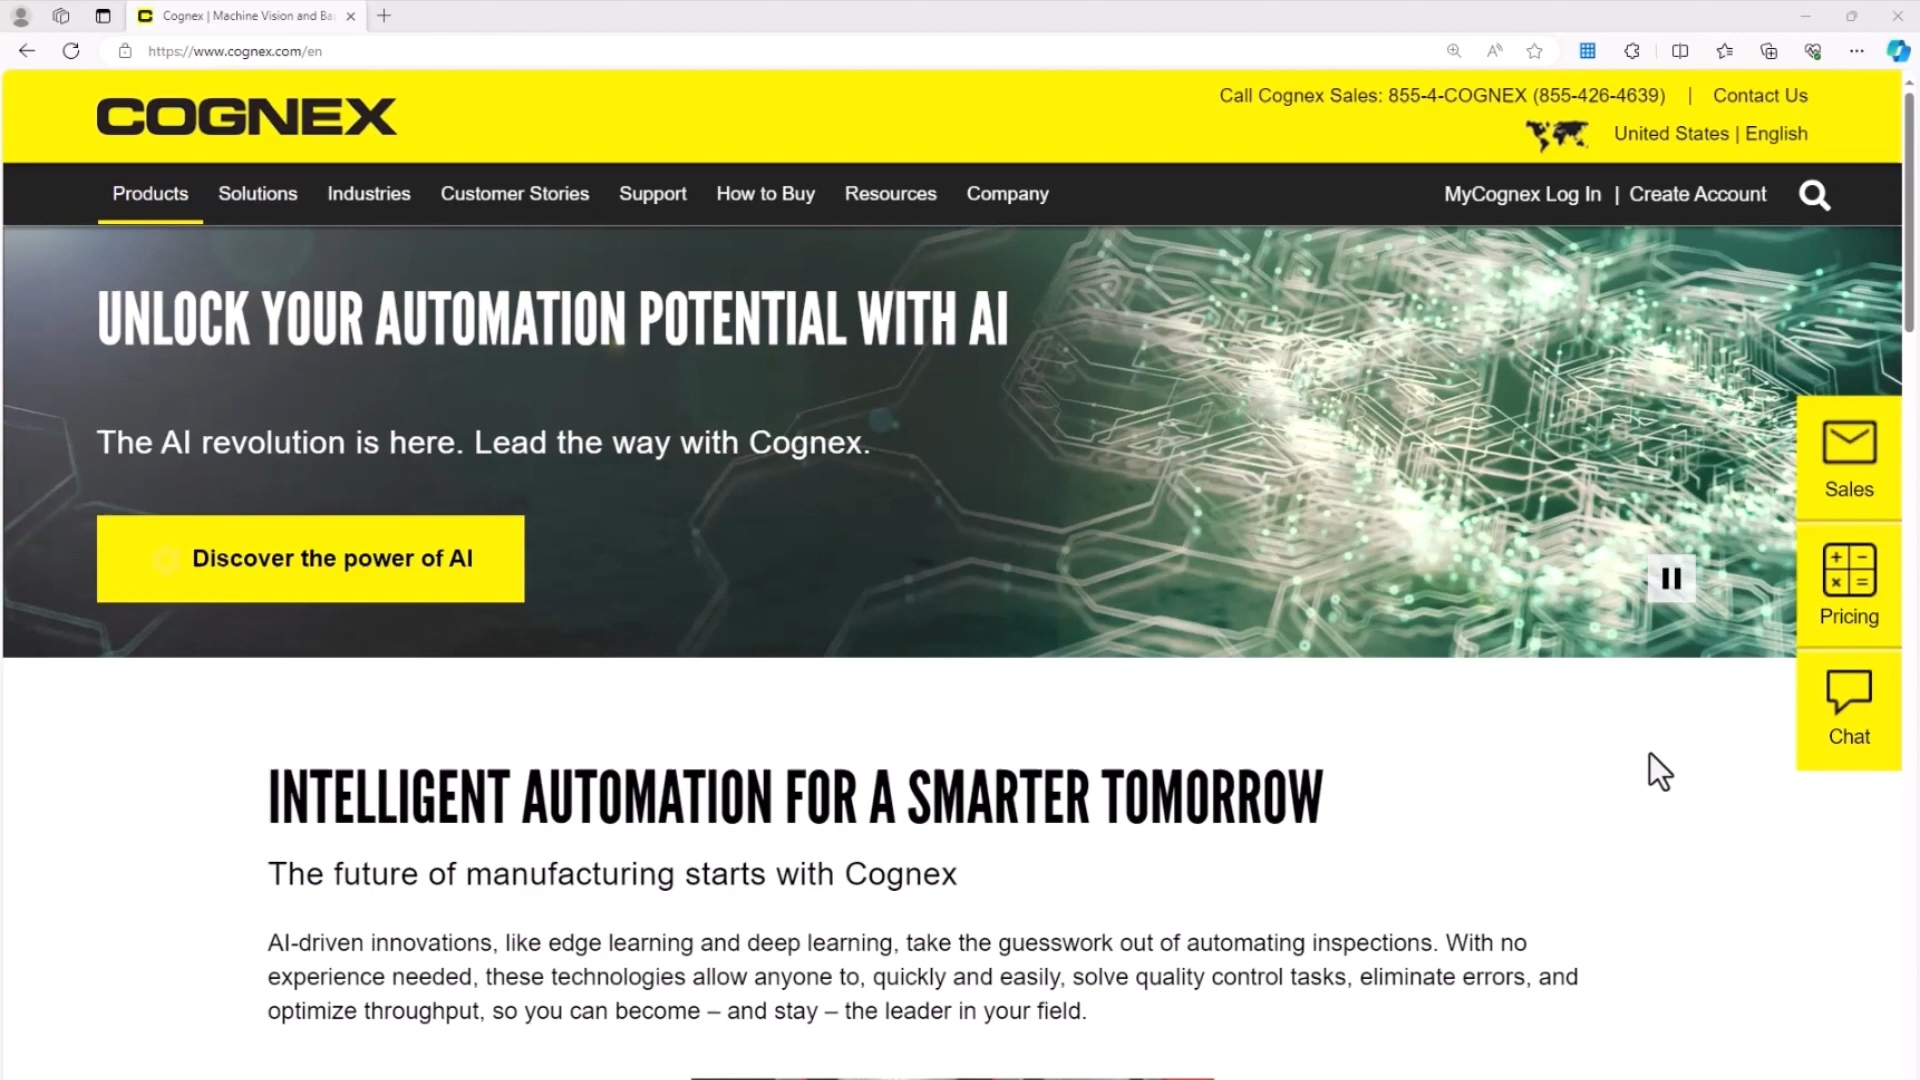 Cognex | Machine Vision and Ba
https://www.cognex.com/en
COGNEX
Call Cognex Sales: 855-4-COGNEX (855-426-4639) | Contact Us
United States | English
Products Solutions Industries Customer Stories Support How to Buy Resources Company MyCognex Log In | Create Account
UNLOCK YOUR AUTOMATION POTENTIAL WITH AI
The AI revolution is here. Lead the way with Cognex.
Discover the power of AI
Sales
Pricing
Chat
INTELLIGENT AUTOMATION FOR A SMARTER TOMORROW
The future of manufacturing starts with Cognex
AI-driven innovations, like edge learning and deep learning, take the guesswork out of automating inspections. With no
experience needed, these technologies allow anyone to, quickly and easily, solve quality control tasks, eliminate errors, and
optimize throughput, so you can become – and stay – the leader in your field.